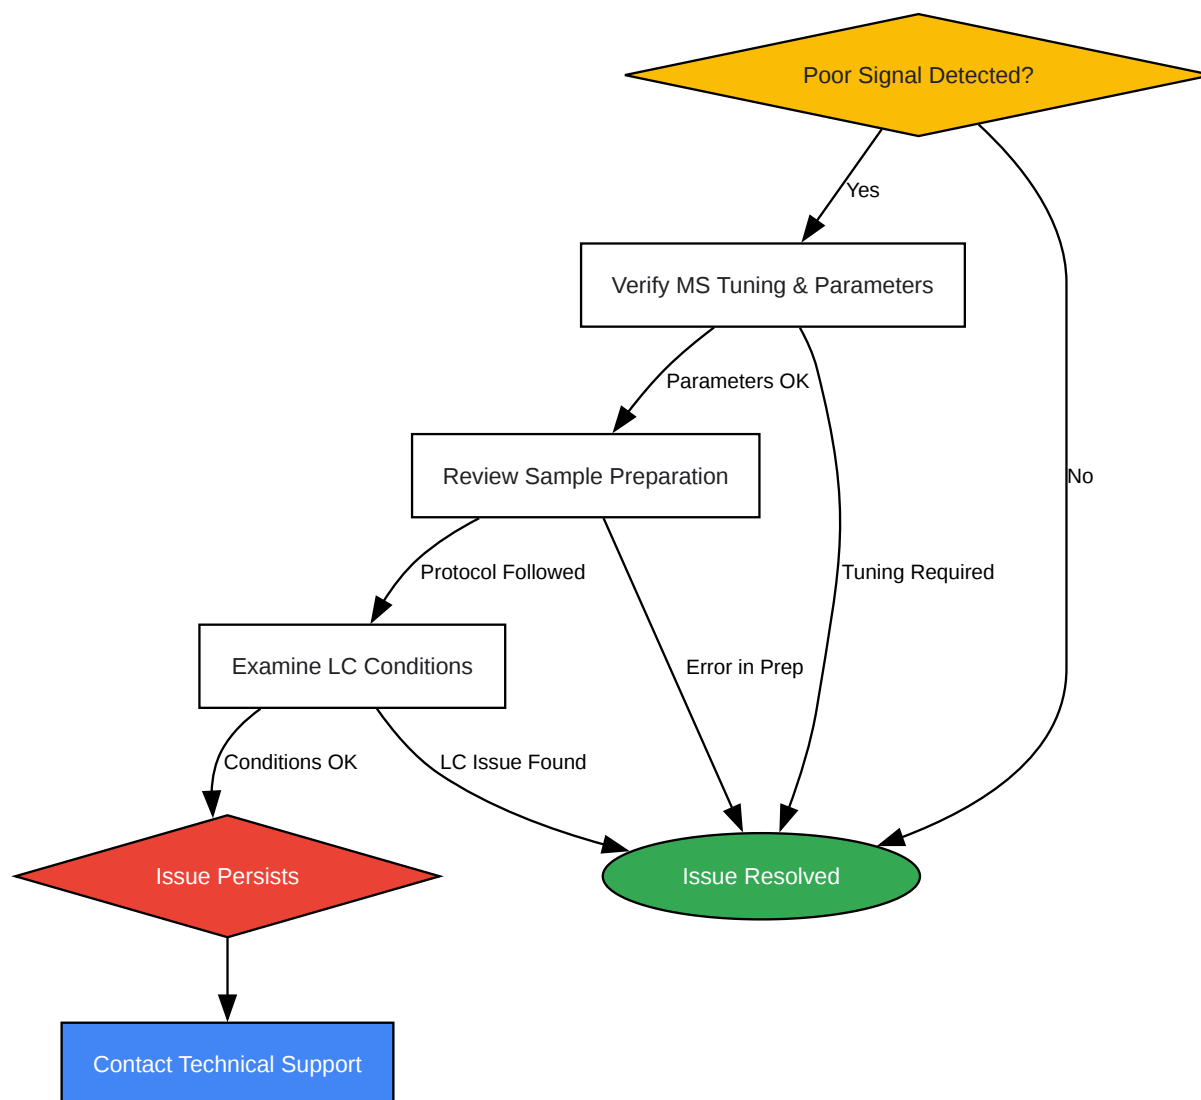 Poor Signal Detected?
Yes
Verify MS Tuning & Parameters
Parameters OK
Review Sample Preparation
No
Protocol Followed
Tuning Required
Examine LC Conditions
Error in Prep
Conditions OK
LC Issue Found
Issue Persists
Issue Resolved
Contact Technical Support